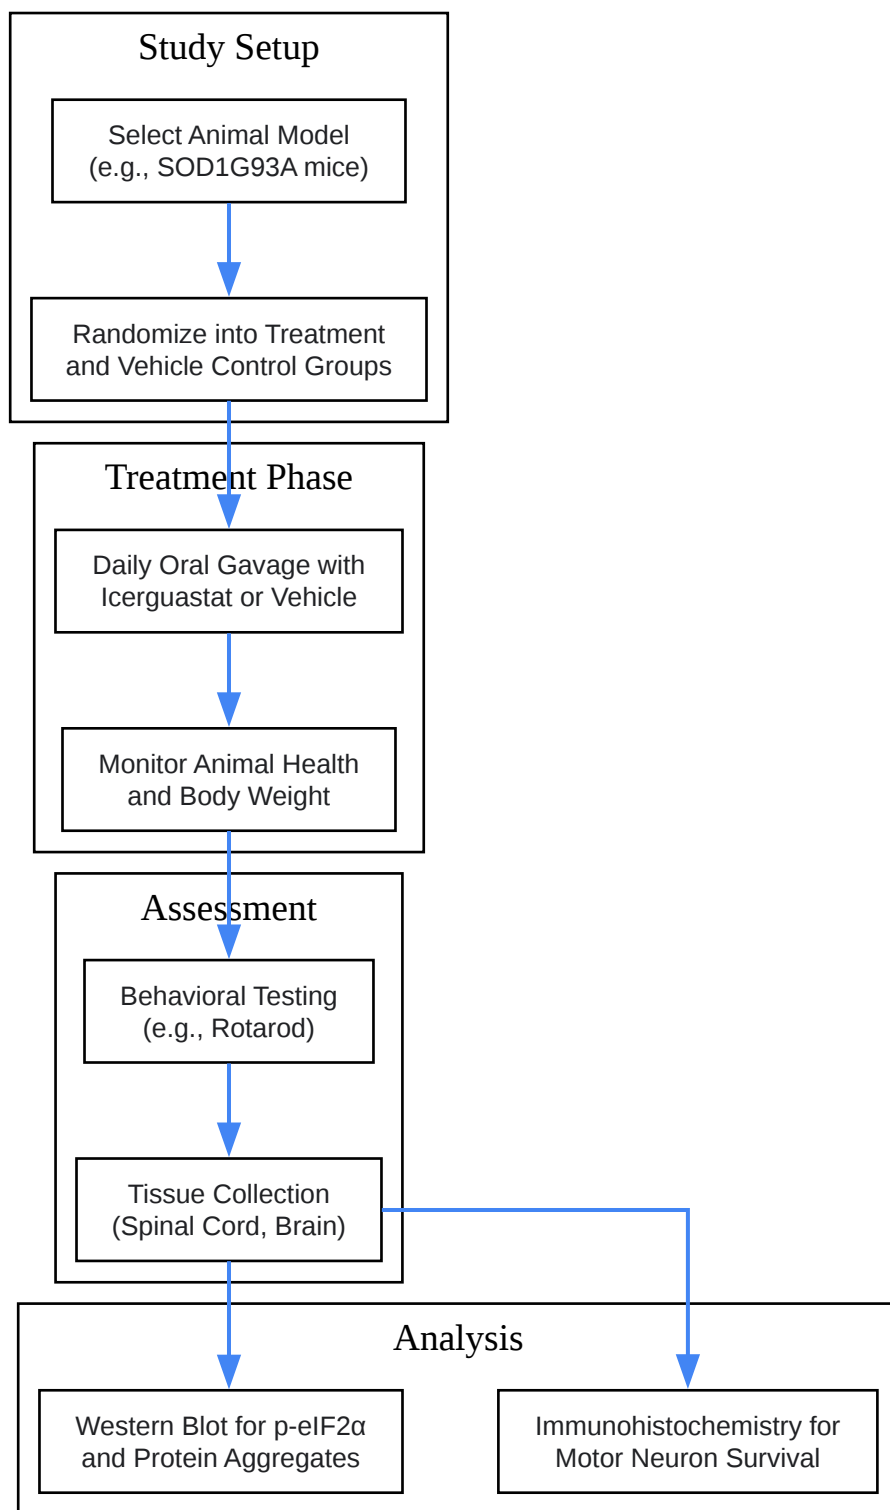 Study Setup
Select Animal Model
(e.g., SOD1G93A mice)
Randomize into Treatment
and Vehicle Control Groups
Treatment Phase
Daily Oral Gavage with
Icerguastat or Vehicle
Monitor Animal Health
and Body Weight
Assessment
Behavioral Testing
(e.g., Rotarod)
Tissue Collection
(Spinal Cord, Brain)
Analysis
Western Blot for p-eIF2α
and Protein Aggregates
Immunohistochemistry for
Motor Neuron Survival